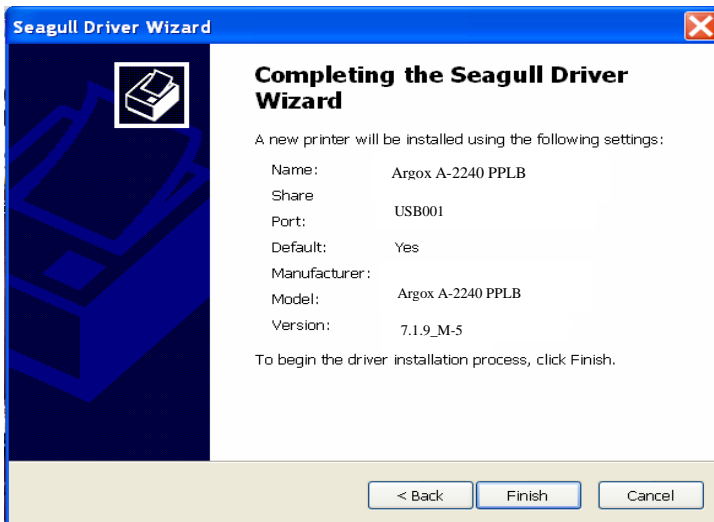 Seagull Driver Wizard
Completing the Seagull Driver
Wizard
A new printer will be installed using the following settings:
Name: Argox A-2240 PPLB
Share
Port: USB001
Default: Yes
Manufacturer:
Model: Argox A-2240 PPLB
Version: 7.1.9_M-5
To begin the driver installation process, click Finish.
< Back Finish Cancel